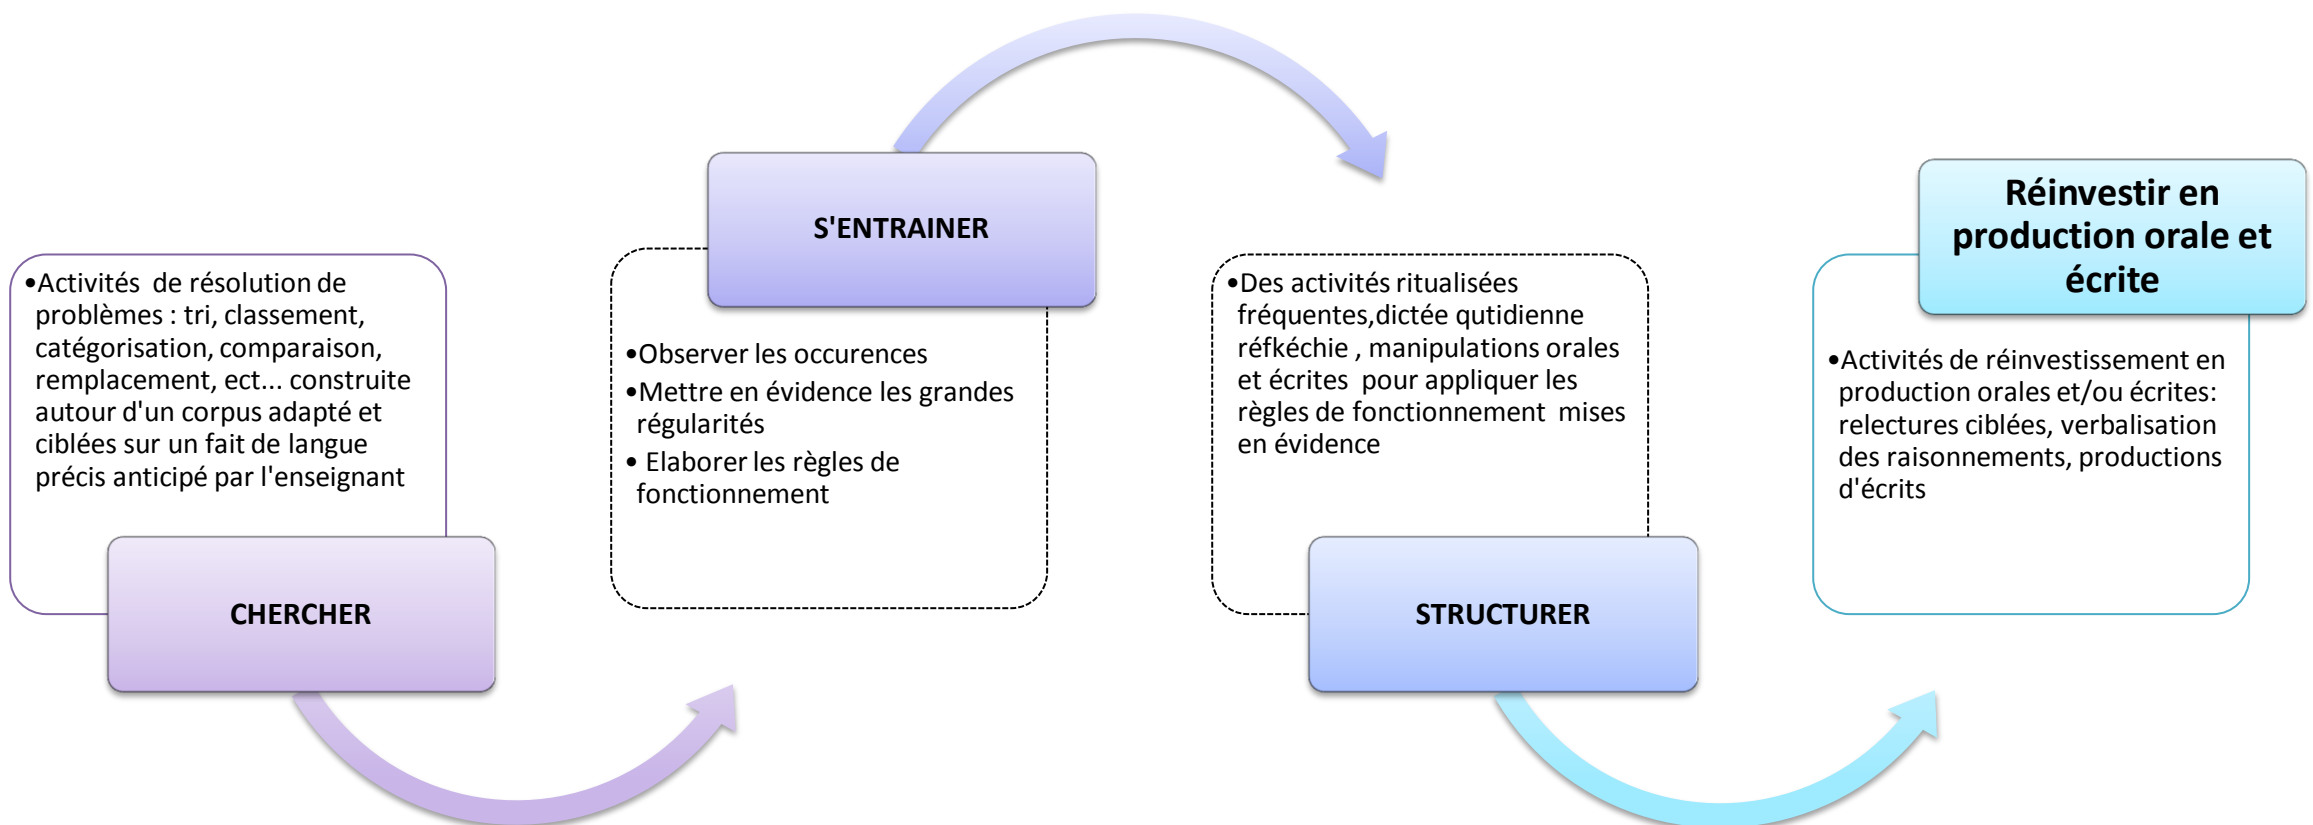 •Activités de résolution de
problèmes : tri, classement,
catégorisation, comparaison,
remplacement, ect... construite
autour d'un corpus adapté et
ciblées sur un fait de langue
précis anticipé par l'enseignant
CHERCHER
S'ENTRAINER
•Observer les occurences
•Mettre en évidence les grandes
régularités
• Elaborer les règles de
fonctionnement
•Des activités ritualisées
fréquentes,dictée qutidienne
réfkéchie , manipulations orales
et écrites pour appliquer les
règles de fonctionnement mises
en évidence
STRUCTURER
Réinvestir en
production orale et
écrite
•Activités de réinvestissement en
production orales et/ou écrites:
relectures ciblées, verbalisation
des raisonnements, productions
d'écrits